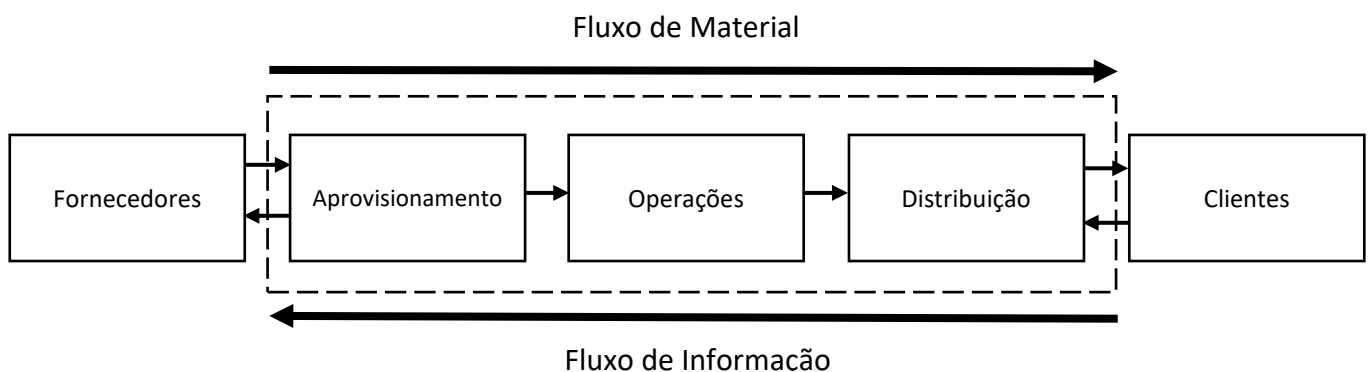 Fluxo de Material
Fornecedores
Aprovisionamento
Operações
Distribuição
Clientes
Fluxo de Informação